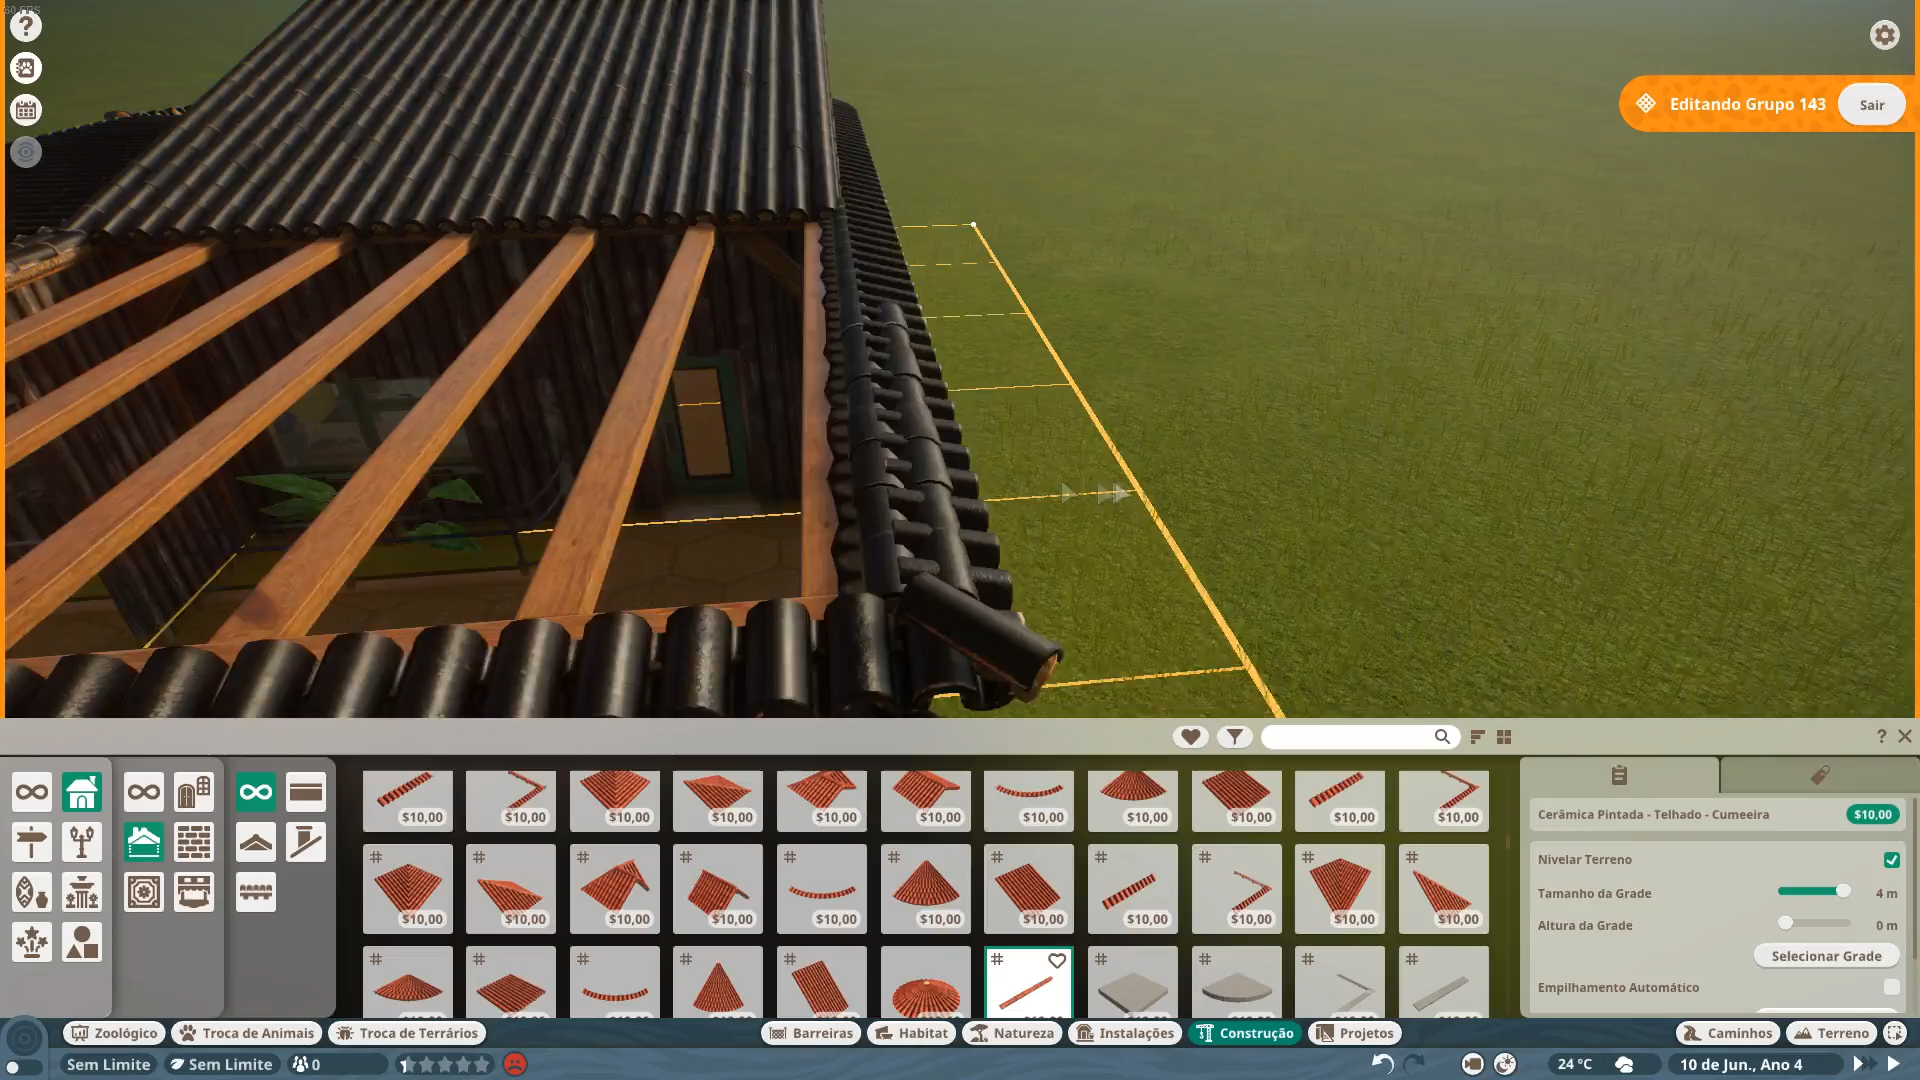 60 FPS
Editando Grupo 143
Sair
$10,00 $10,00 $10,00 $10,00 $10,00 $10,00 $10,00 $10,00 $10,00 $10,00 $10,00
$10,00 $10,00 $10,00 $10,00 $10,00 $10,00 $10,00 $10,00 $10,00 $10,00 $10,00
Cerâmica Pintada - Telhado - Cumeeira $10,00
Nivelar Terreno
Tamanho da Grade 4 m
Altura da Grade 0 m
Selecionar Grade
Empilhamento Automático
Zoológico Troca de Animais Troca de Terrários Barreiras Habitat Natureza Instalações Construção Projetos Caminhos Terreno
Sem Limite Sem Limite 0 24 °C 10 de Jun., Ano 4